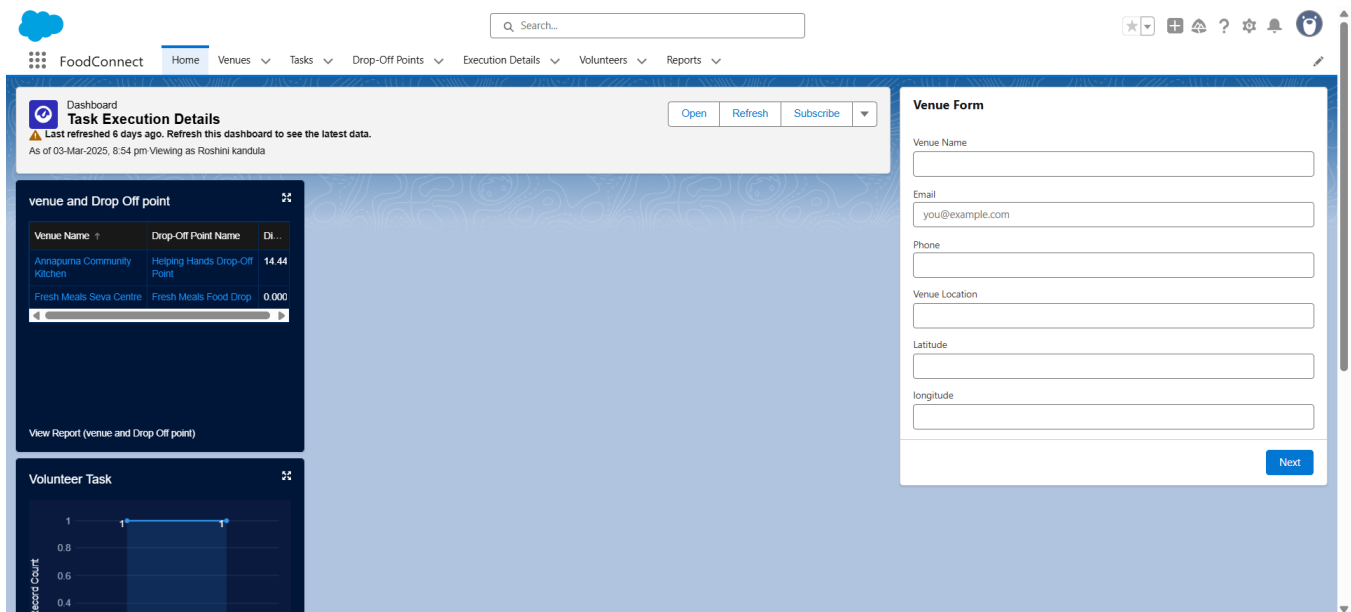 Search...
FoodConnect Home Venues Tasks Drop-Off Points Execution Details Volunteers Reports
Dashboard
Task Execution Details
Last refreshed 6 days ago. Refresh this dashboard to see the latest data.
As of 03-Mar-2025, 8:54 pm·Viewing as Roshini kandula
Open Refresh Subscribe
venue and Drop Off point
Venue Name ↑ Drop-Off Point Name Di...
Annapurna Community Kitchen Helping Hands Drop-Off Point 14.44
Fresh Meals Seva Centre Fresh Meals Food Drop 0.000
View Report (venue and Drop Off point)
Volunteer Task
1
0.8
0.6
0.4
1 1
Record Count
Venue Form
Venue Name
Email
you@example.com
Phone
Venue Location
Latitude
longitude
Next